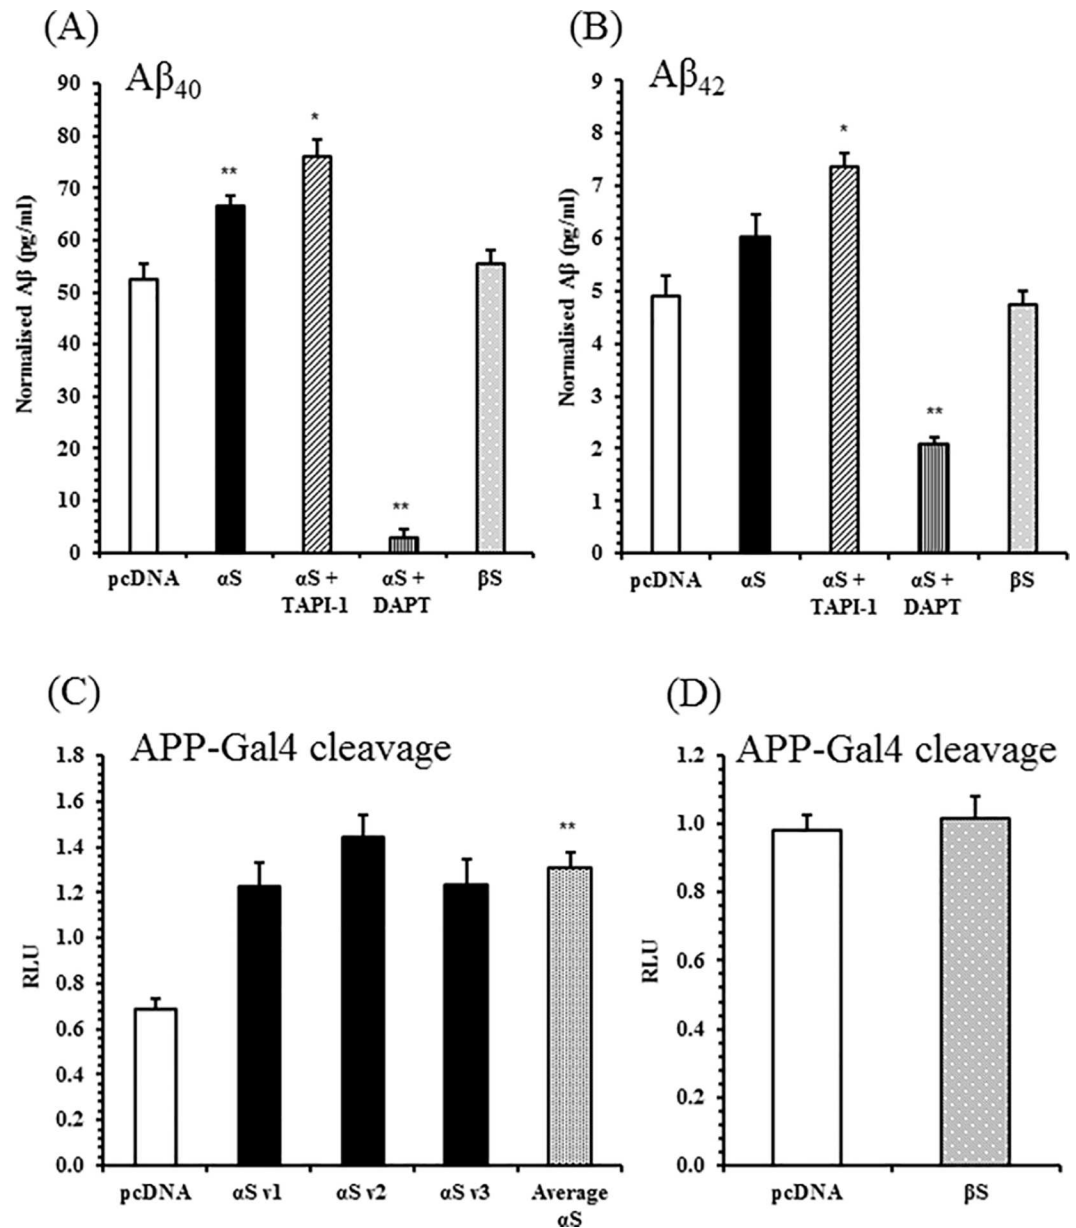 (A)
Aβ40
Normalised Aβ (pg/ml)
90
80
70
60
50
40
30
20
10
0
**
*
**
pcDNA
αS
αS + TAPI-1
αS + DAPT
βS
(B)
Aβ42
Normalised Aβ (pg/ml)
9
8
7
6
5
4
3
2
1
0
*
**
pcDNA
αS
αS + TAPI-1
αS + DAPT
βS
(C)
APP-Gal4 cleavage
RLU
1.8
1.6
1.4
1.2
1.0
0.8
0.6
0.4
0.2
0.0
**
pcDNA
αS v1
αS v2
αS v3
Average αS
(D)
APP-Gal4 cleavage
RLU
1.2
1.0
0.8
0.6
0.4
0.2
0.0
pcDNA
βS